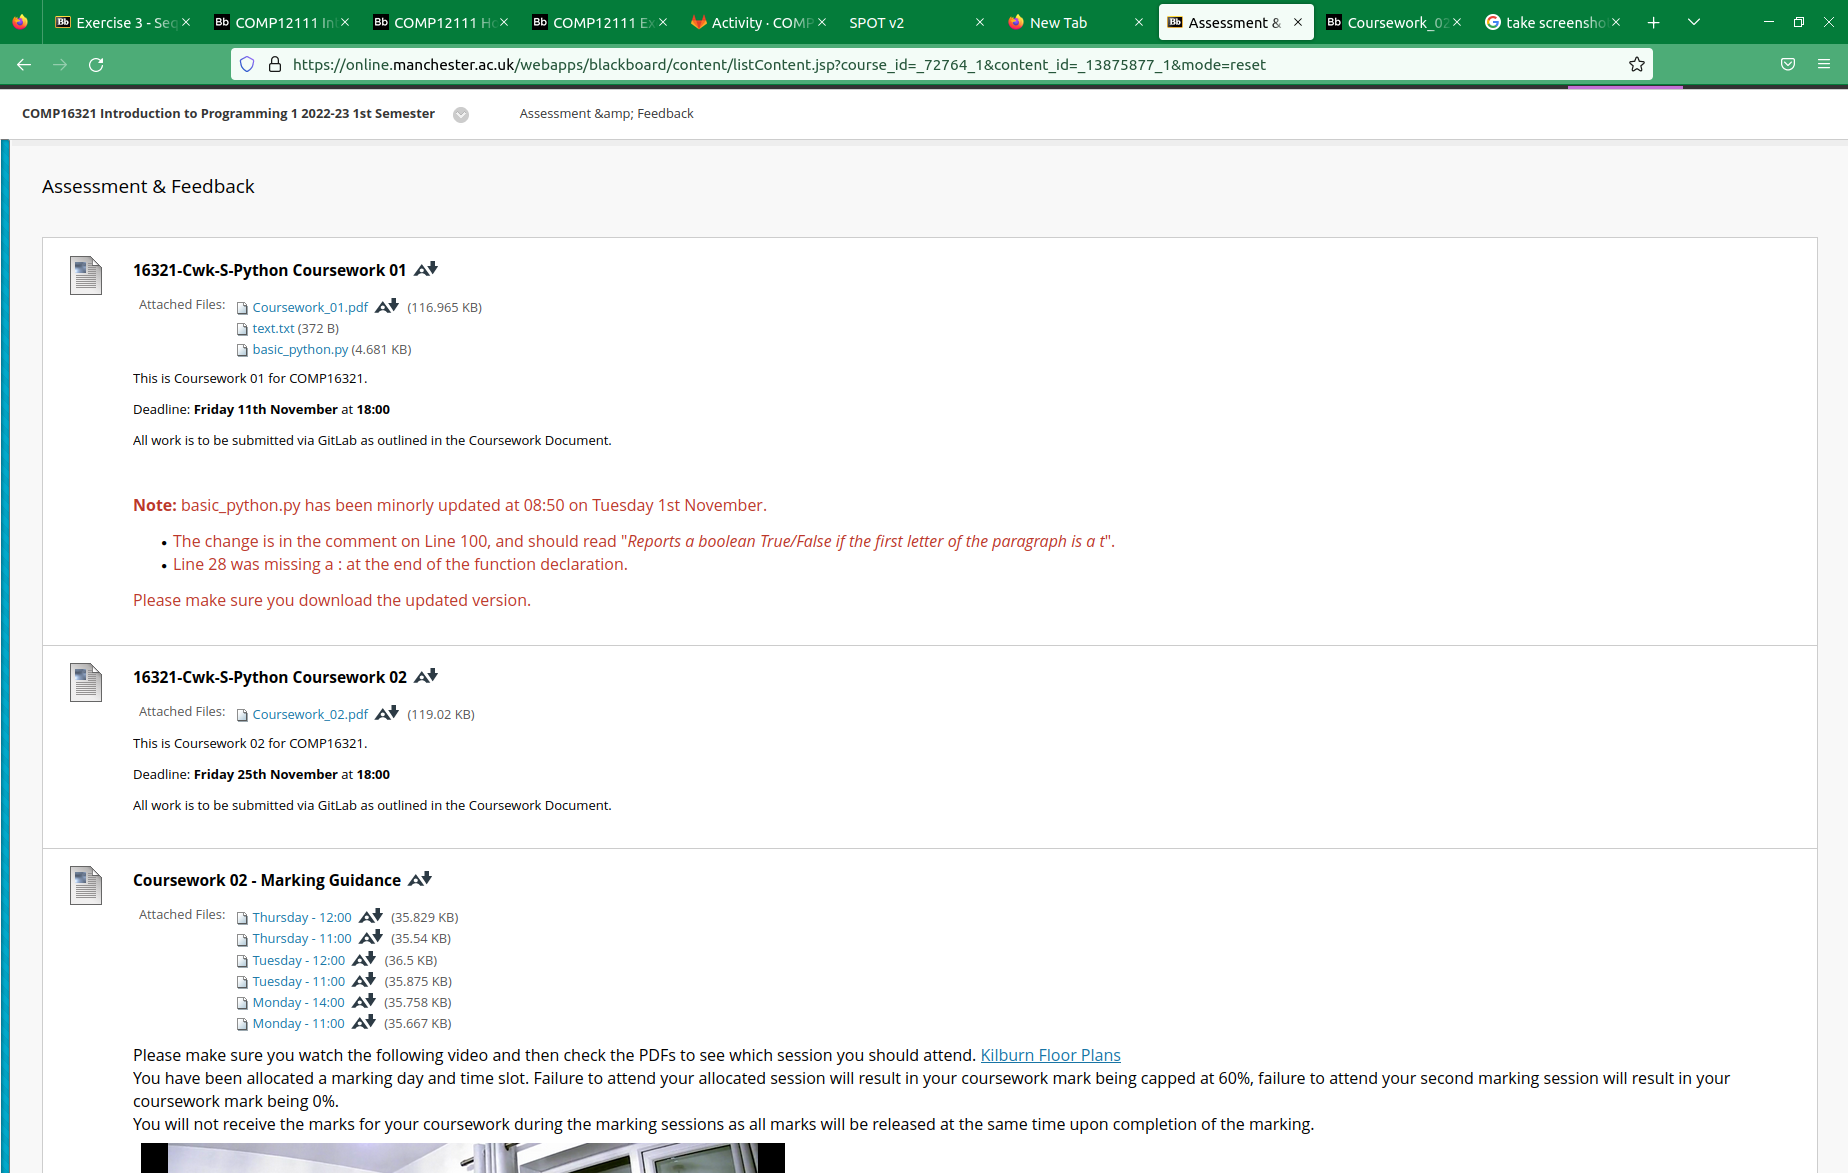 Exercise 3 - Seq
COMP12111 In
COMP12111 Ho
COMP12111 Ex
Activity · COMP
SPOT v2
New Tab
Assessment &
Coursework_02
take screensho
https://online.manchester.ac.uk/webapps/blackboard/content/listContent.jsp?course_id=_72764_1&content_id=_13875877_1&mode=reset
COMP16321 Introduction to Programming 1 2022-23 1st Semester
Assessment &amp; Feedback
Assessment & Feedback
16321-Cwk-S-Python Coursework 01
Attached Files: Coursework_01.pdf (116.965 KB)
text.txt (372 B)
basic_python.py (4.681 KB)
This is Coursework 01 for COMP16321.
Deadline: Friday 11th November at 18:00
All work is to be submitted via GitLab as outlined in the Coursework Document.
Note: basic_python.py has been minorly updated at 08:50 on Tuesday 1st November.
• The change is in the comment on Line 100, and should read "Reports a boolean True/False if the first letter of the paragraph is a t".
• Line 28 was missing a : at the end of the function declaration.
Please make sure you download the updated version.
16321-Cwk-S-Python Coursework 02
Attached Files: Coursework_02.pdf (119.02 KB)
This is Coursework 02 for COMP16321.
Deadline: Friday 25th November at 18:00
All work is to be submitted via GitLab as outlined in the Coursework Document.
Coursework 02 - Marking Guidance
Attached Files: Thursday - 12:00 (35.829 KB)
Thursday - 11:00 (35.54 KB)
Tuesday - 12:00 (36.5 KB)
Tuesday - 11:00 (35.875 KB)
Monday - 14:00 (35.758 KB)
Monday - 11:00 (35.667 KB)
Please make sure you watch the following video and then check the PDFs to see which session you should attend. Kilburn Floor Plans
You have been allocated a marking day and time slot. Failure to attend your allocated session will result in your coursework mark being capped at 60%, failure to attend your second marking session will result in your
coursework mark being 0%.
You will not receive the marks for your coursework during the marking sessions as all marks will be released at the same time upon completion of the marking.